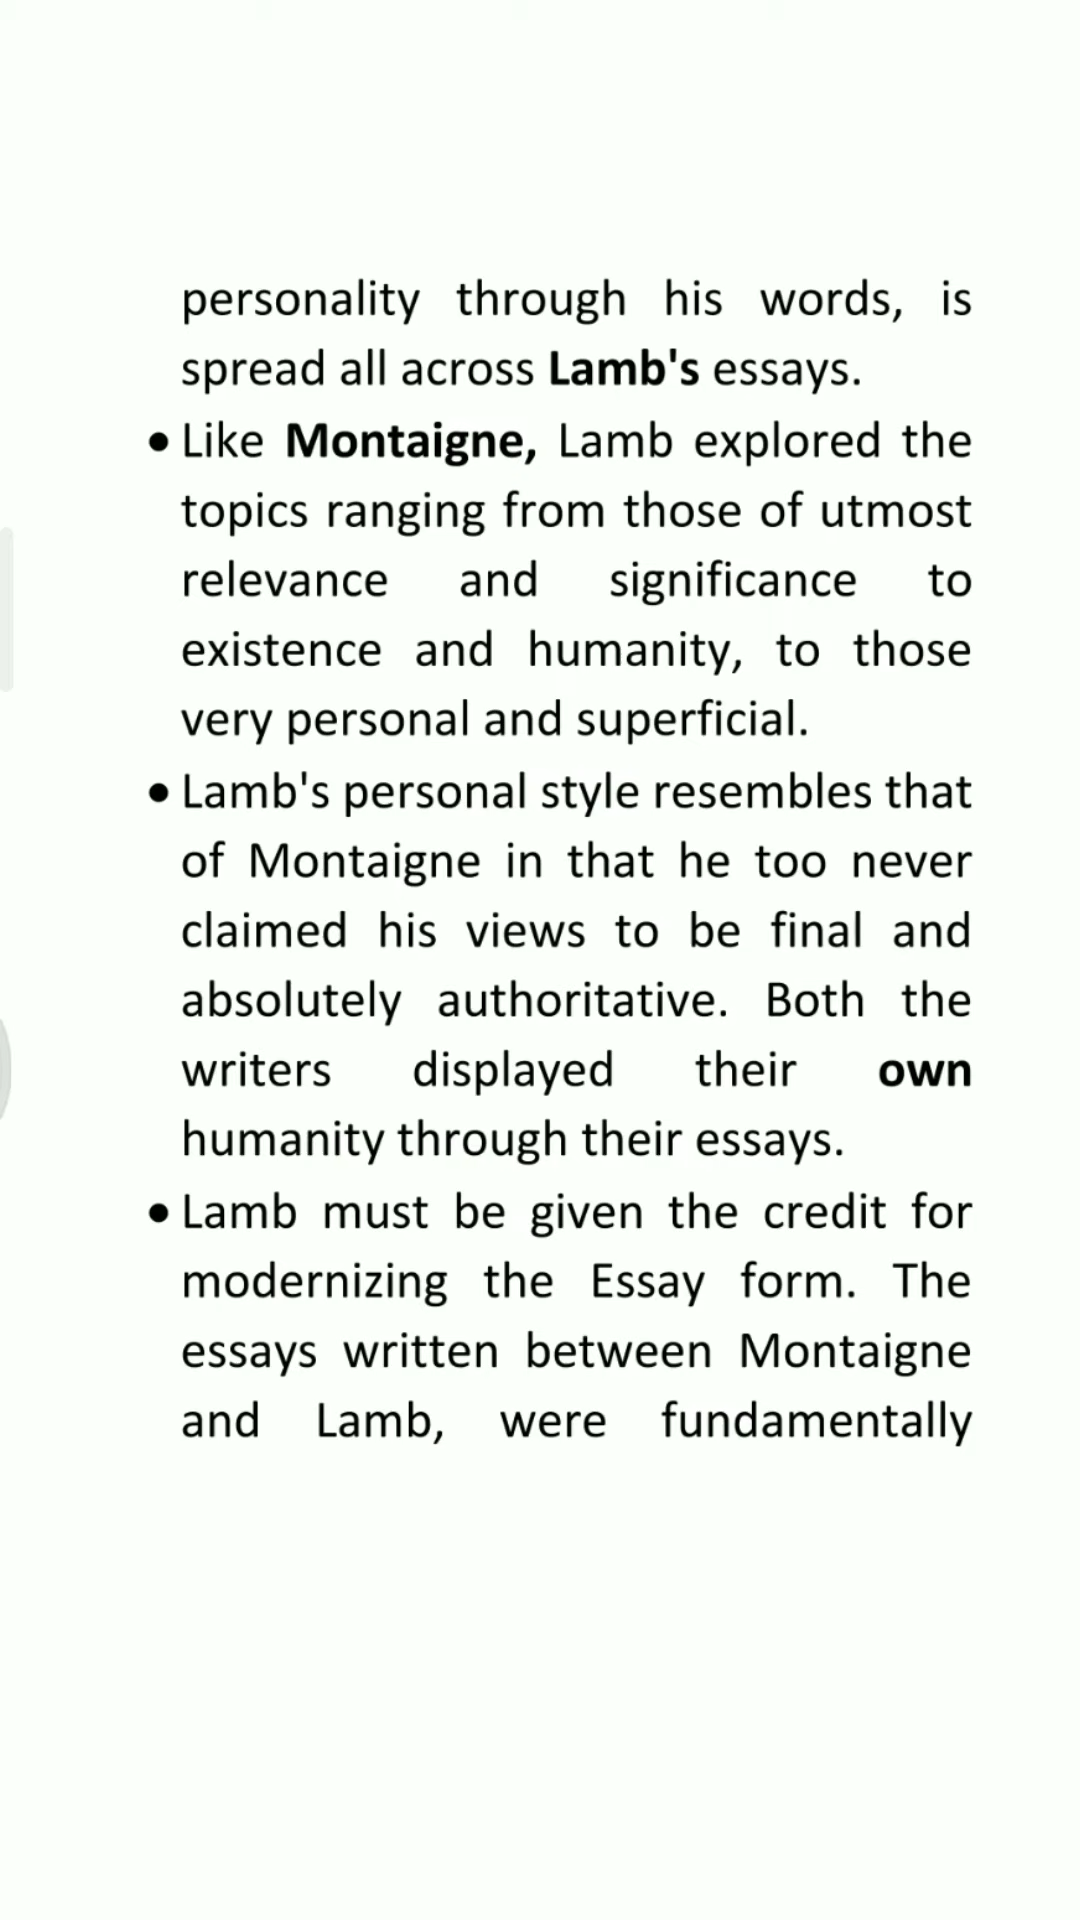 personality through his words, is
spread all across Lamb's essays.
• Like Montaigne, Lamb explored the
topics ranging from those of utmost
relevance and significance to
existence and humanity, to those
very personal and superficial.
• Lamb's personal style resembles that
of Montaigne in that he too never
claimed his views to be final and
absolutely authoritative. Both the
writers displayed their own
humanity through their essays.
• Lamb must be given the credit for
modernizing the Essay form. The
essays written between Montaigne
and Lamb, were fundamentally